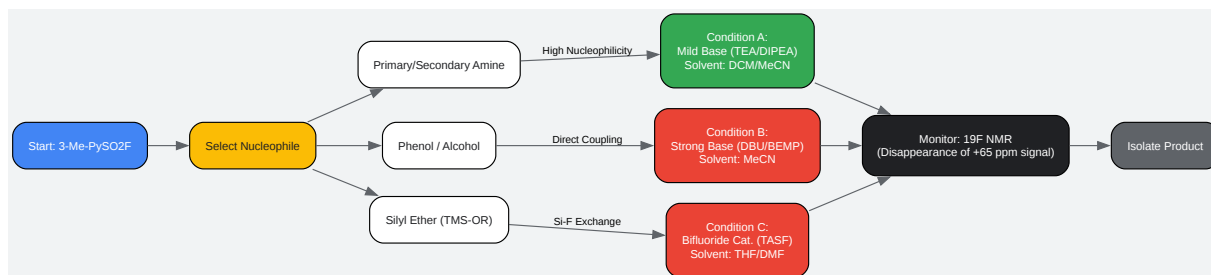 Start: 3-Me-PySO2F
Select Nucleophile
Primary/Secondary Amine
Phenol / Alcohol
Silyl Ether (TMS-OR)
High Nucleophilicity
Direct Coupling
Si-F Exchange
Condition A:
Mild Base (TEA/DIPEA)
Solvent: DCM/MeCN
Condition B:
Strong Base (DBU/BEMP)
Solvent: MeCN
Condition C:
Bifluoride Cat. (TASF)
Solvent: THF/DMF
Monitor: 19F NMR
(Disappearance of +65 ppm signal)
Isolate Product